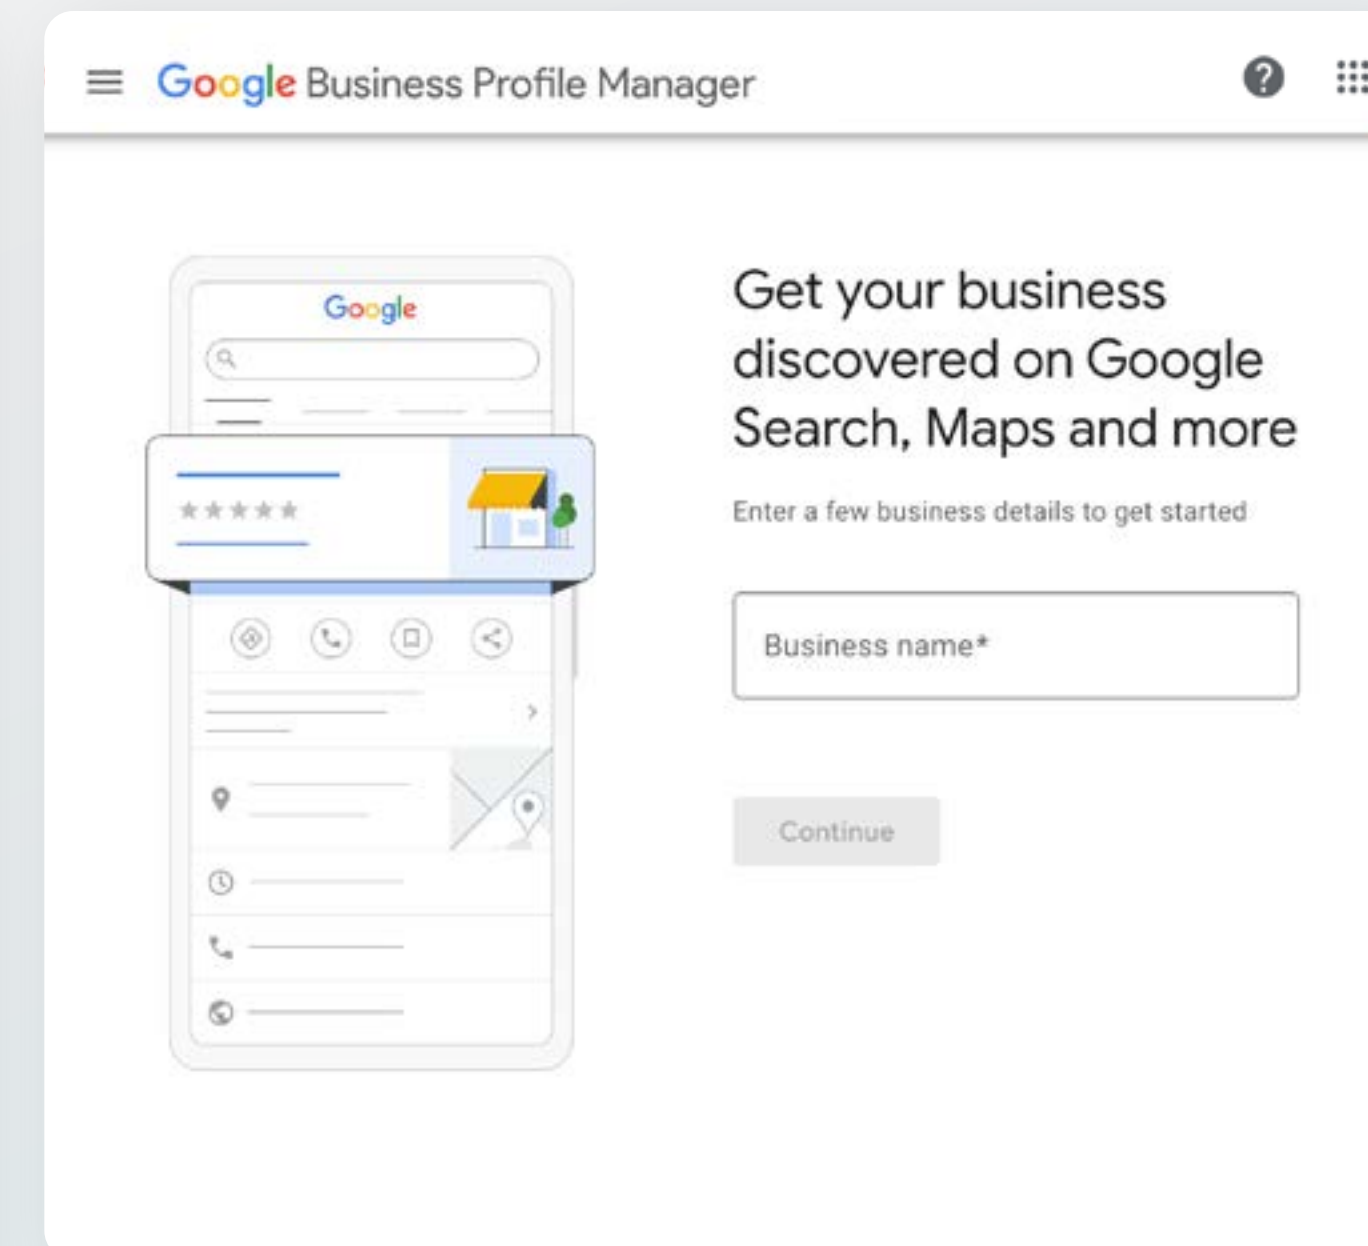 Google Business Profile Manager
Google
Get your business
discovered on Google
Search, Maps and more
Enter a few business details to get started
Business name*
Continue